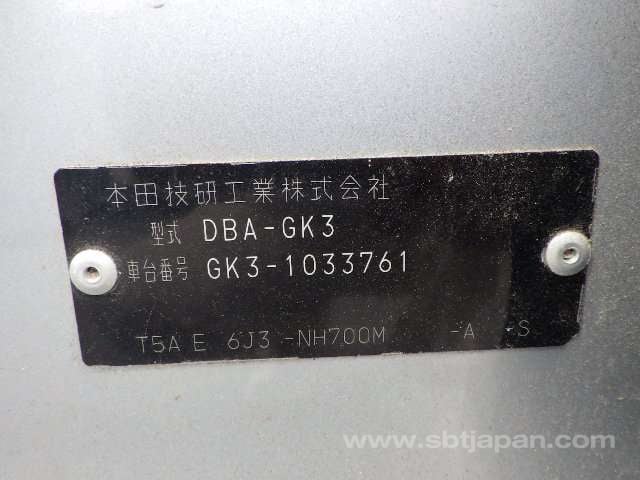 本田技研工業株式会社
型式 DBA-GK3
車台番号 GK3-1033761
T5A E 6J3 -NH700M -A -S
www.sbtjapan.com